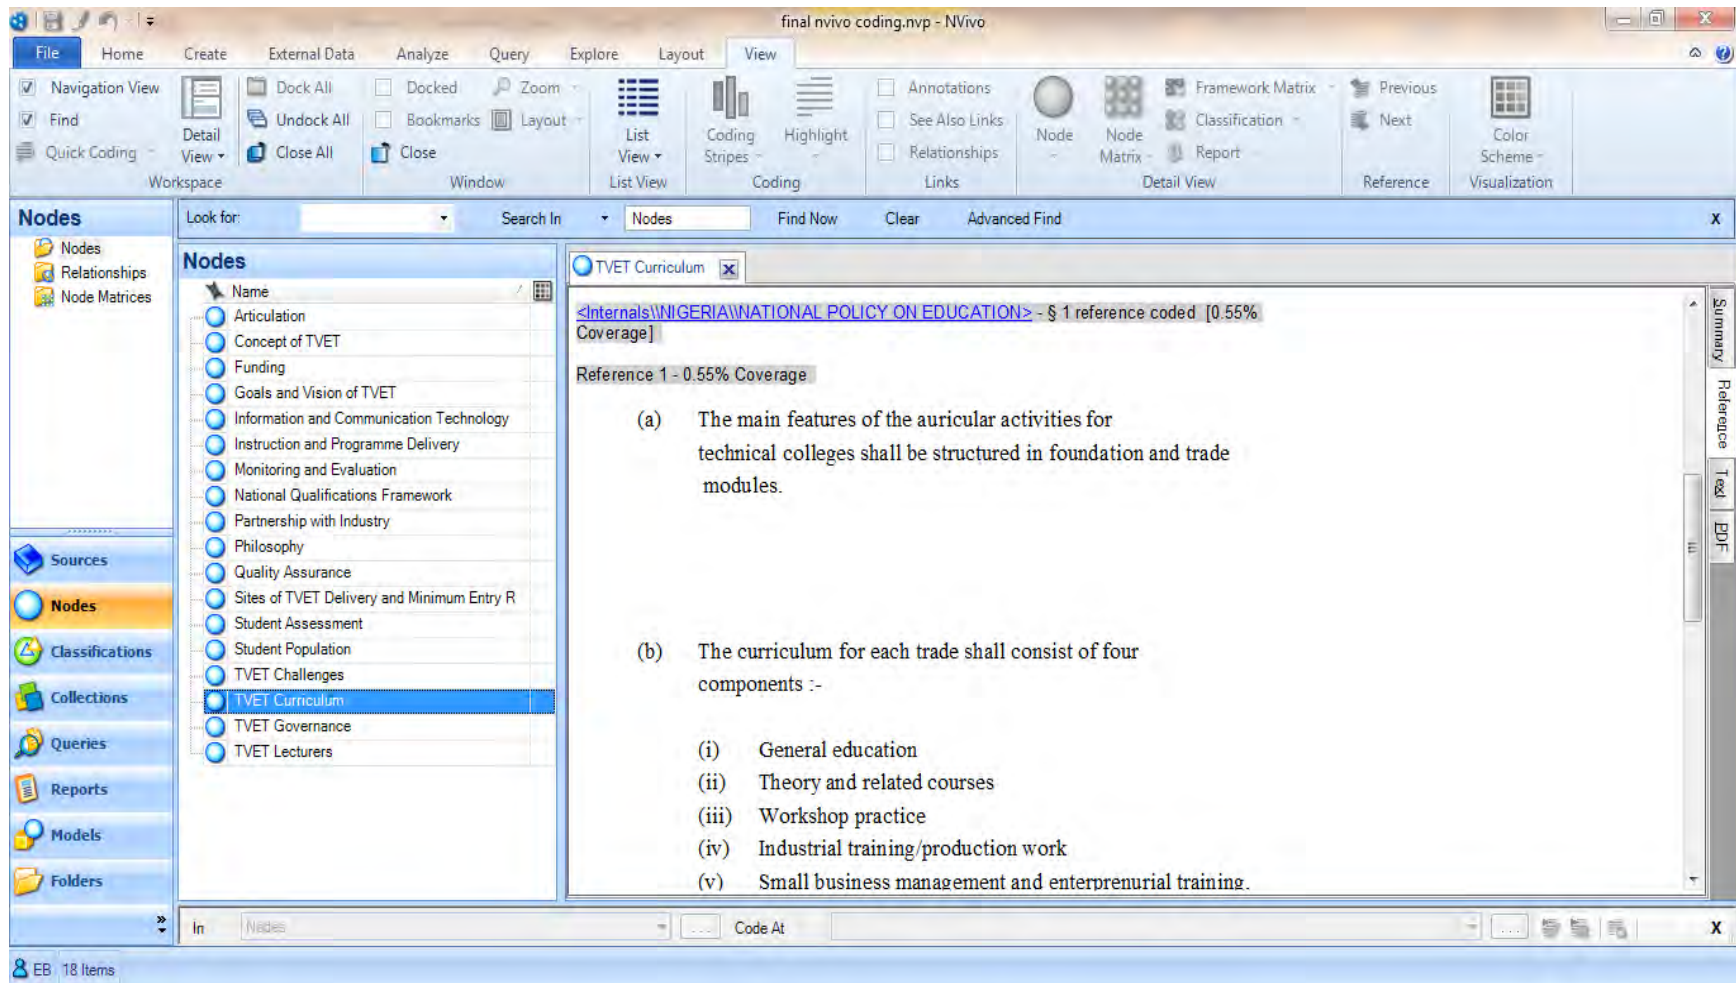 final nvivo coding.nvp - NVivo
File Home Create External Data Analyze Query Explore Layout View
Navigation View Dock All Docked Zoom Annotations Framework Matrix Previous
Find Undock All Bookmarks Layout See Also Links Classification Next
Quick Coding Close All Close Relationships Report
Detail View
List View
Coding Stripes
Highlight
Node
Node Matrix
Color Scheme
Workspace Window List View Coding Links Detail View Reference Visualization
Nodes
Look for: Search In Nodes Find Now Clear Advanced Find X
Nodes
Relationships
Node Matrices
Sources
Nodes
Classifications
Collections
Queries
Reports
Models
Folders
Nodes
Name
Articulation
Concept of TVET
Funding
Goals and Vision of TVET
Information and Communication Technology
Instruction and Programme Delivery
Monitoring and Evaluation
National Qualifications Framework
Partnership with Industry
Philosophy
Quality Assurance
Sites of TVET Delivery and Minimum Entry R
Student Assessment
Student Population
TVET Challenges
TVET Curriculum
TVET Governance
TVET Lecturers
TVET Curriculum
<Internals\\NIGERIA\\NATIONAL POLICY ON EDUCATION> - § 1 reference coded [0.55%
Coverage]
Reference 1 - 0.55% Coverage
(a) The main features of the auricular activities for
technical colleges shall be structured in foundation and trade
modules.
(b) The curriculum for each trade shall consist of four
components :-
(i) General education
(ii) Theory and related courses
(iii) Workshop practice
(iv) Industrial training/production work
(v) Small business management and enterprenurial training.
Summary
Reference
Text
PDF
In Nodes ... Code At ... X
EB 18 Items